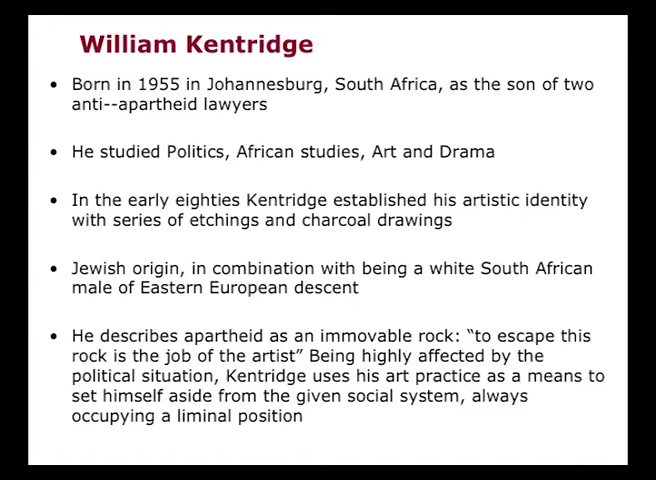 William Kentridge
• Born in 1955 in Johannesburg, South Africa, as the son of two
anti--apartheid lawyers
• He studied Politics, African studies, Art and Drama
• In the early eighties Kentridge established his artistic identity
with series of etchings and charcoal drawings
• Jewish origin, in combination with being a white South African
male of Eastern European descent
• He describes apartheid as an immovable rock: “to escape this
rock is the job of the artist” Being highly affected by the
political situation, Kentridge uses his art practice as a means to
set himself aside from the given social system, always
occupying a liminal position